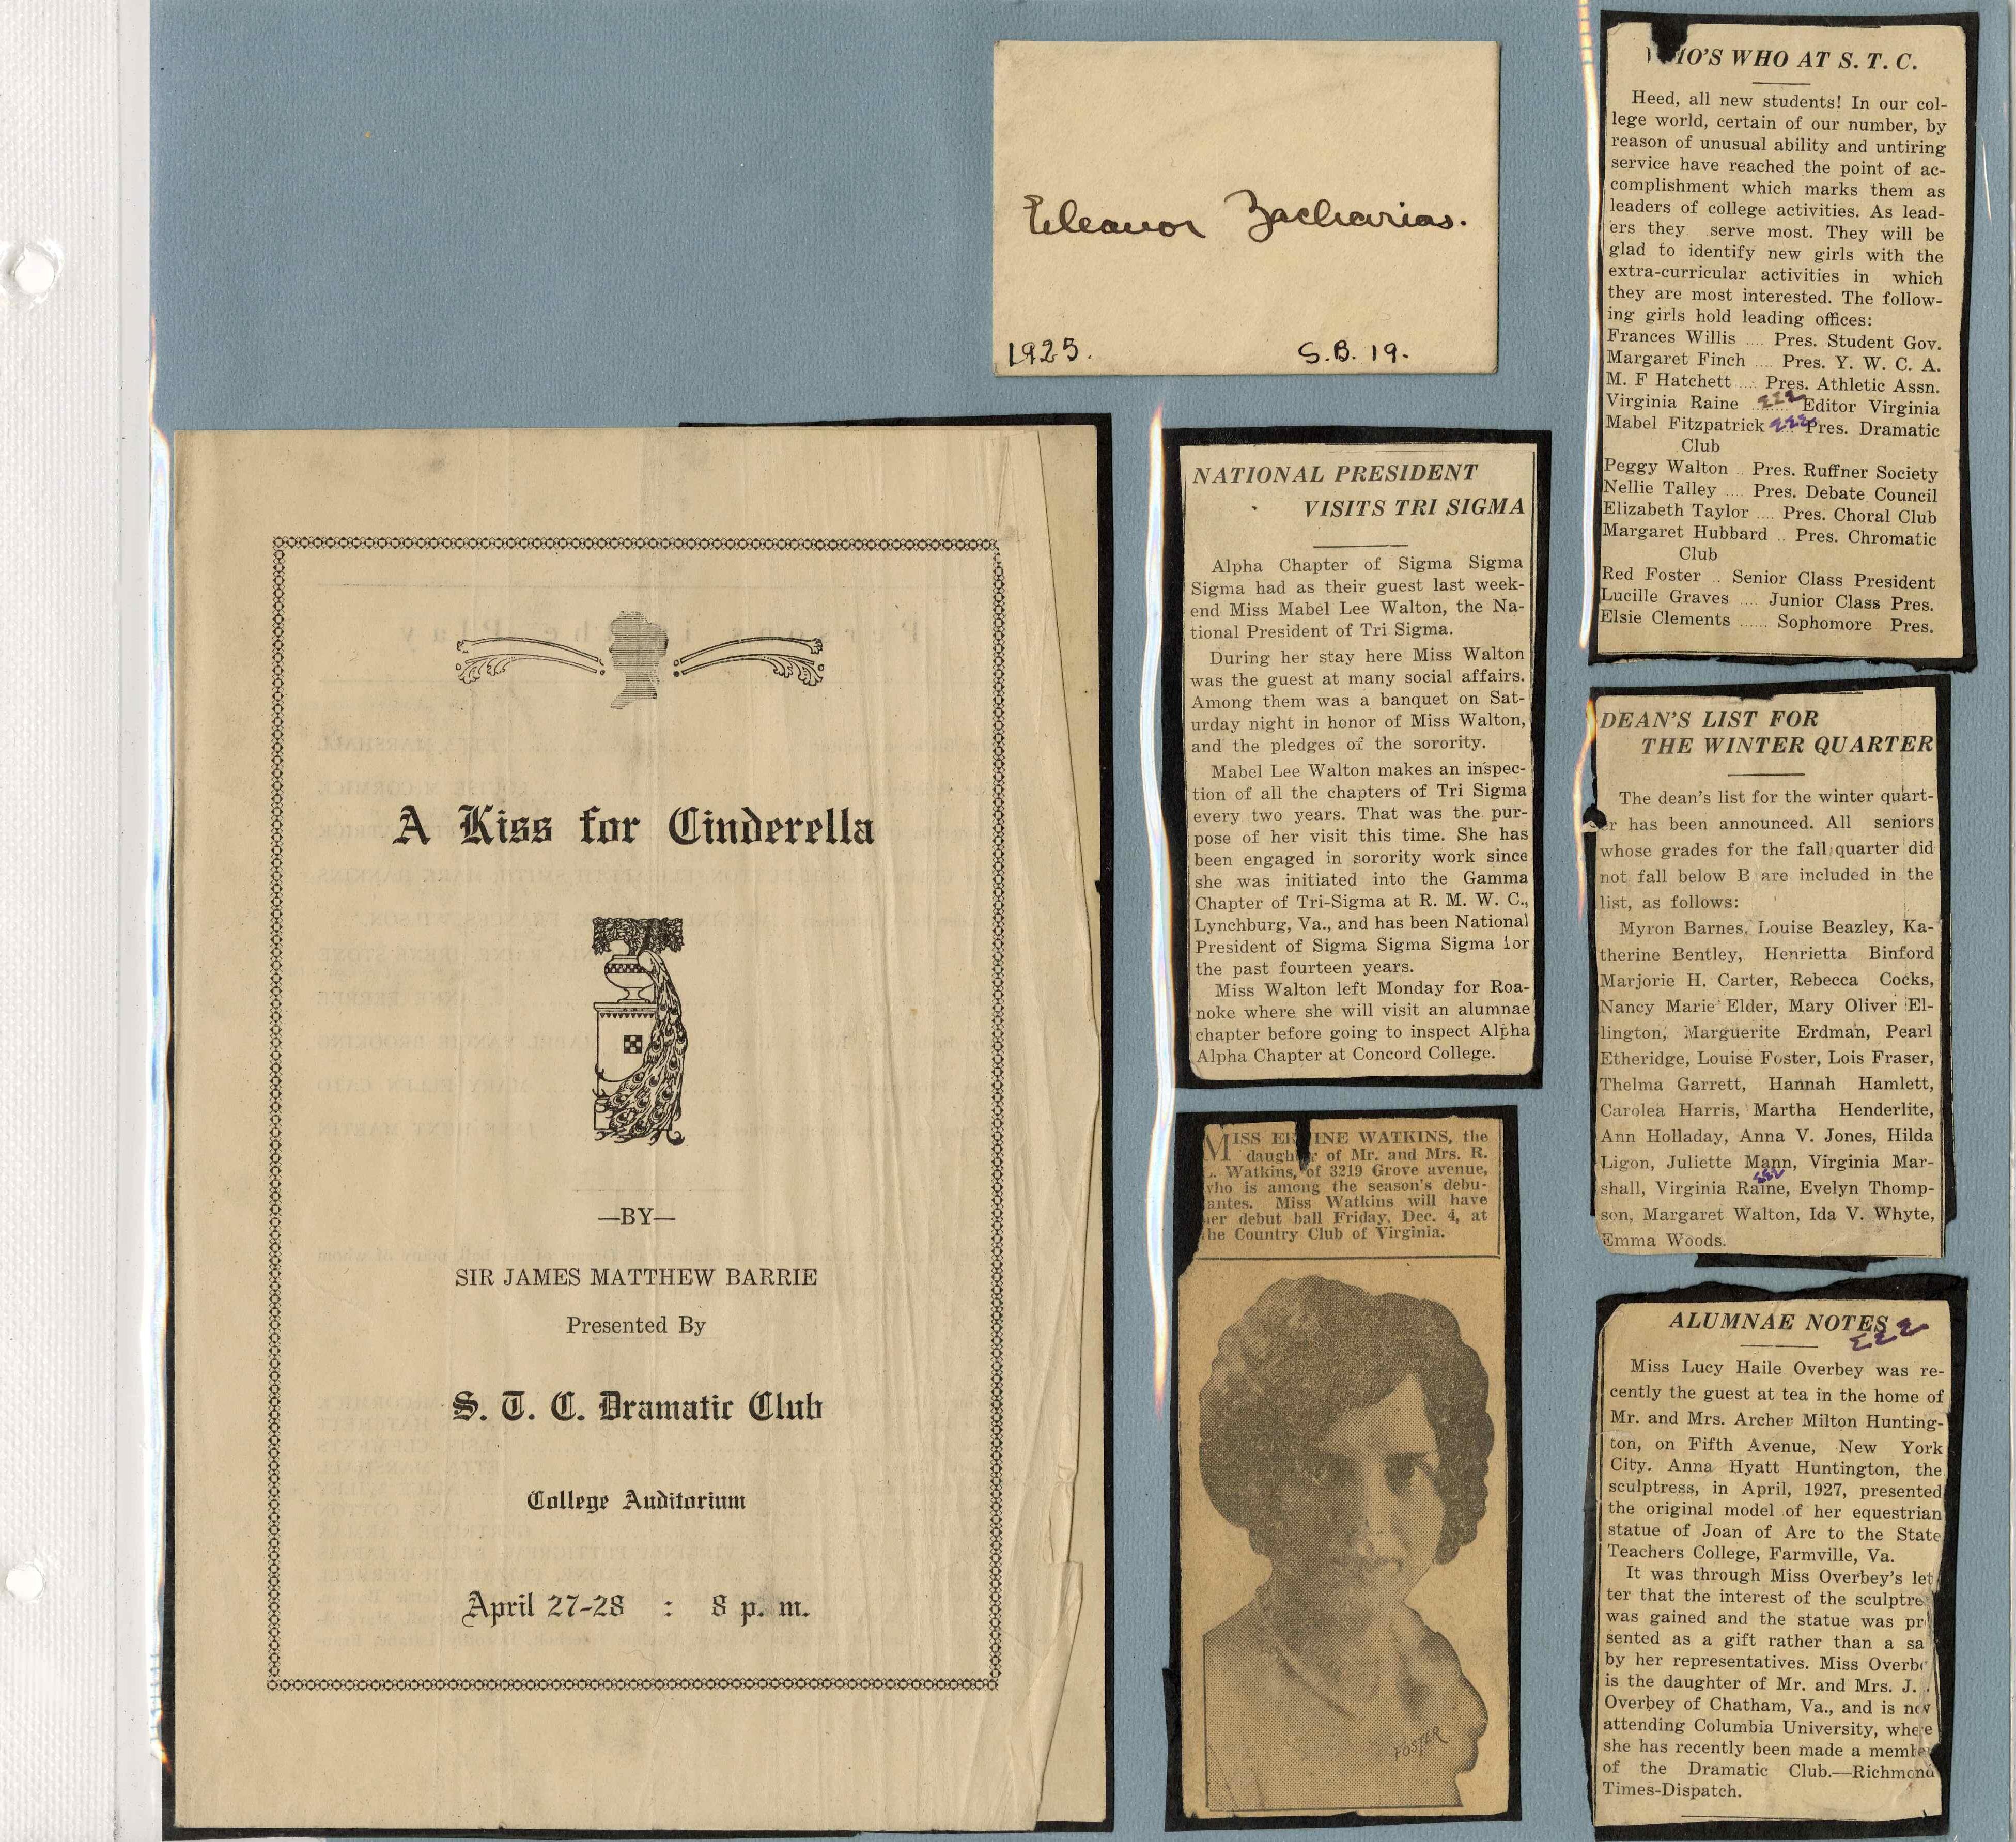 Eleanor Zacharias.
1925. S.B. 19.
A Kiss for Cinderella
—BY—
SIR JAMES MATTHEW BARRIE
Presented By
S. T. C. Dramatic Club
College Auditorium
April 27-28 : 8 p. m.
NATIONAL PRESIDENT
VISITS TRI SIGMA
Alpha Chapter of Sigma Sigma
Sigma had as their guest last week-
end Miss Mabel Lee Walton, the Na-
tional President of Tri Sigma.
During her stay here Miss Walton
was the guest at many social affairs.
Among them was a banquet on Sat-
urday night in honor of Miss Walton,
and the pledges of the sorority.
Mabel Lee Walton makes an inspec-
tion of all the chapters of Tri Sigma
every two years. That was the pur-
pose of her visit this time. She has
been engaged in sorority work since
she was initiated into the Gamma
Chapter of Tri-Sigma at R. M. W. C.,
Lynchburg, Va., and has been National
President of Sigma Sigma Sigma for
the past fourteen years.
Miss Walton left Monday for Roa-
noke where she will visit an alumnae
chapter before going to inspect Alpha
Alpha Chapter at Concord College.
MISS INE WATKINS, the
daugh r of Mr. and Mrs. R.
Watkins, of 3219 Grove avenue,
who is among the season's debu-
antes. Miss Watkins will have
her debut ball Friday, Dec. 4, at
the Country Club of Virginia.
FOSTER
HO'S WHO AT S. T. C.
Heed, all new students! In our col-
lege world, certain of our number, by
reason of unusual ability and untiring
service have reached the point of ac-
complishment which marks them as
leaders of college activities. As lead-
ers they serve most. They will be
glad to identify new girls with the
extra-curricular activities in which
they are most interested. The follow-
ing girls hold leading offices:
Frances Willis .... Pres. Student Gov.
Margaret Finch .... Pres. Y. W. C. A.
M. F Hatchett .... Pres. Athletic Assn.
Virginia Raine ΣΣΣ Editor Virginia
Mabel Fitzpatrick ΣΣΣ Pres. Dramatic
Club
Peggy Walton .. Pres. Ruffner Society
Nellie Talley .... Pres. Debate Council
Elizabeth Taylor .... Pres. Choral Club
Margaret Hubbard .. Pres. Chromatic
Club
Red Foster .. Senior Class President
Lucille Graves .... Junior Class Pres.
Elsie Clements ...... Sophomore Pres.
DEAN'S LIST FOR
THE WINTER QUARTER
The dean's list for the winter quart-
er has been announced. All seniors
whose grades for the fall quarter did
not fall below B are included in the
list, as follows:
Myron Barnes, Louise Beazley, Ka-
therine Bentley, Henrietta Binford
Marjorie H. Carter, Rebecca Cocks,
Nancy Marie Elder, Mary Oliver El-
lington, Marguerite Erdman, Pearl
Etheridge, Louise Foster, Lois Fraser,
Thelma Garrett, Hannah Hamlett,
Carolea Harris, Martha Henderlite,
Ann Holladay, Anna V. Jones, Hilda
Ligon, Juliette Mann, Virginia Mar-
ΣΣΣ
shall, Virginia Raine, Evelyn Thomp-
son, Margaret Walton, Ida V. Whyte,
Emma Woods.
ALUMNAE NOTES
ΣΣΣ
Miss Lucy Haile Overbey was re-
cently the guest at tea in the home of
Mr. and Mrs. Archer Milton Hunting-
ton, on Fifth Avenue, New York
City. Anna Hyatt Huntington, the
sculptress, in April, 1927, presented
the original model of her equestrian
statue of Joan of Arc to the State
Teachers College, Farmville, Va.
It was through Miss Overbey's let
ter that the interest of the sculptre
was gained and the statue was pr
sented as a gift rather than a sa
by her representatives. Miss Overbe
is the daughter of Mr. and Mrs. J.
Overbey of Chatham, Va., and is now
attending Columbia University, where
she has recently been made a membe
of the Dramatic Club.—Richmond
Times-Dispatch.